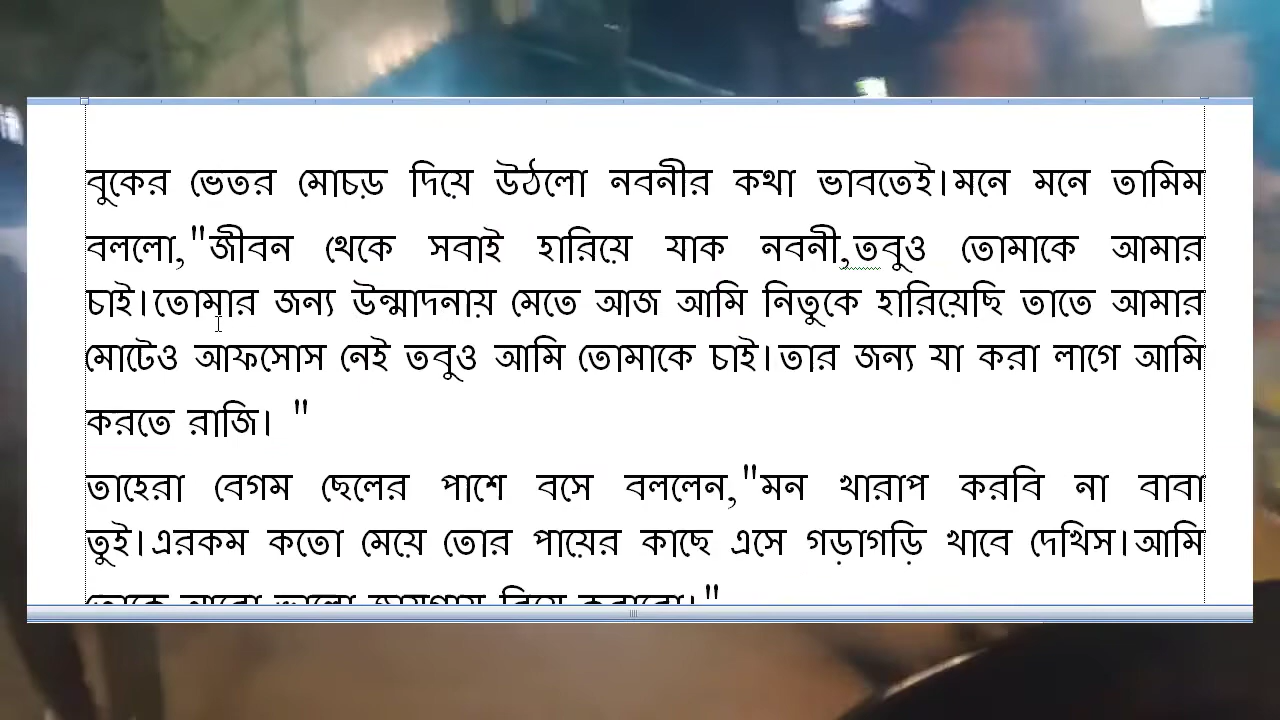 বুকের ভেতর মোচড় দিয়ে উঠলো নবনীর কথা ভাবতেই।মনে মনে তামিম
বললো,"জীবন থেকে সবাই হারিয়ে যাক নবনী,তবুও তোমাকে আমার
চাই।তোমার জন্য উন্মাদনায় মেতে আজ আমি নিতুকে হারিয়েছি তাতে আমার
মোটেও আফসোস নেই তবুও আমি তোমাকে চাই।তার জন্য যা করা লাগে আমি
করতে রাজি। "
তাহেরা বেগম ছেলের পাশে বসে বললেন,"মন খারাপ করবি না বাবা
তুই।এরকম কতো মেয়ে তোর পায়ের কাছে এসে গড়াগড়ি খাবে দেখিস।আমি
তোকে আরো ভালো জায়গায় বিয়ে করাবো।"